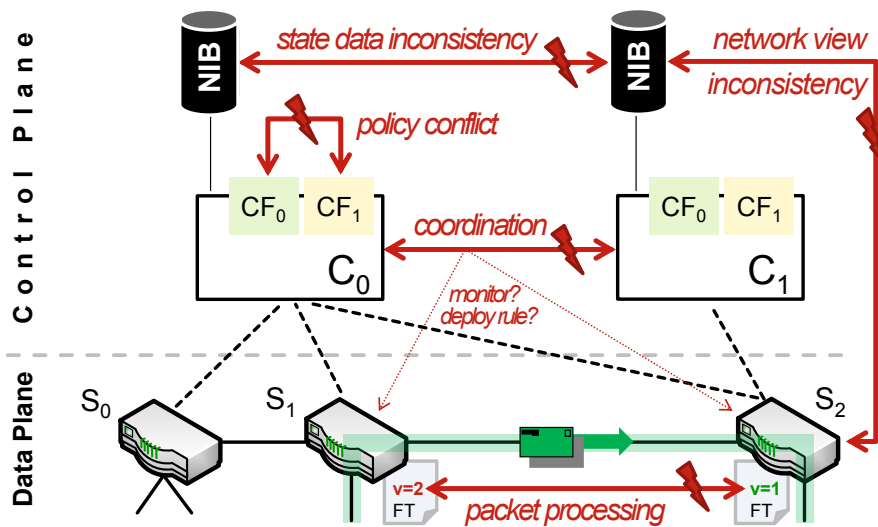 Control Plane
Data Plane
NIB
NIB
state data inconsistency
network view
inconsistency
policy conflict
CF₀
CF₁
C₀
coordination
CF₀
CF₁
C₁
monitor?
deploy rule?
S₀
S₁
S₂
v=2
FT
v=1
FT
packet processing